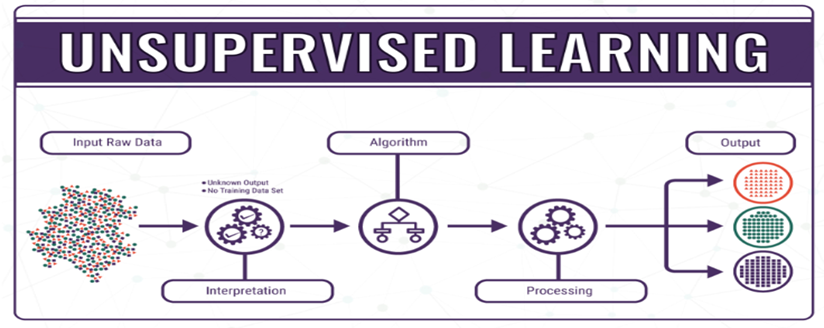 UNSUPERVISED LEARNING
Input Raw Data
Algorithm
Output
• Unknown Output
• No Training Data Set
?
Interpretation
Processing